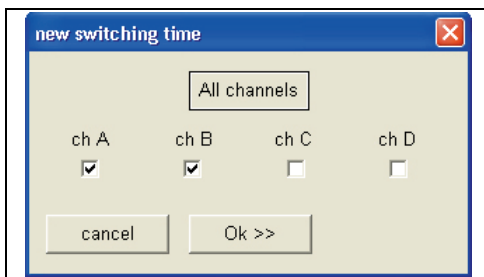 new switching time
All channels
ch A ch B ch C ch D
cancel Ok >>